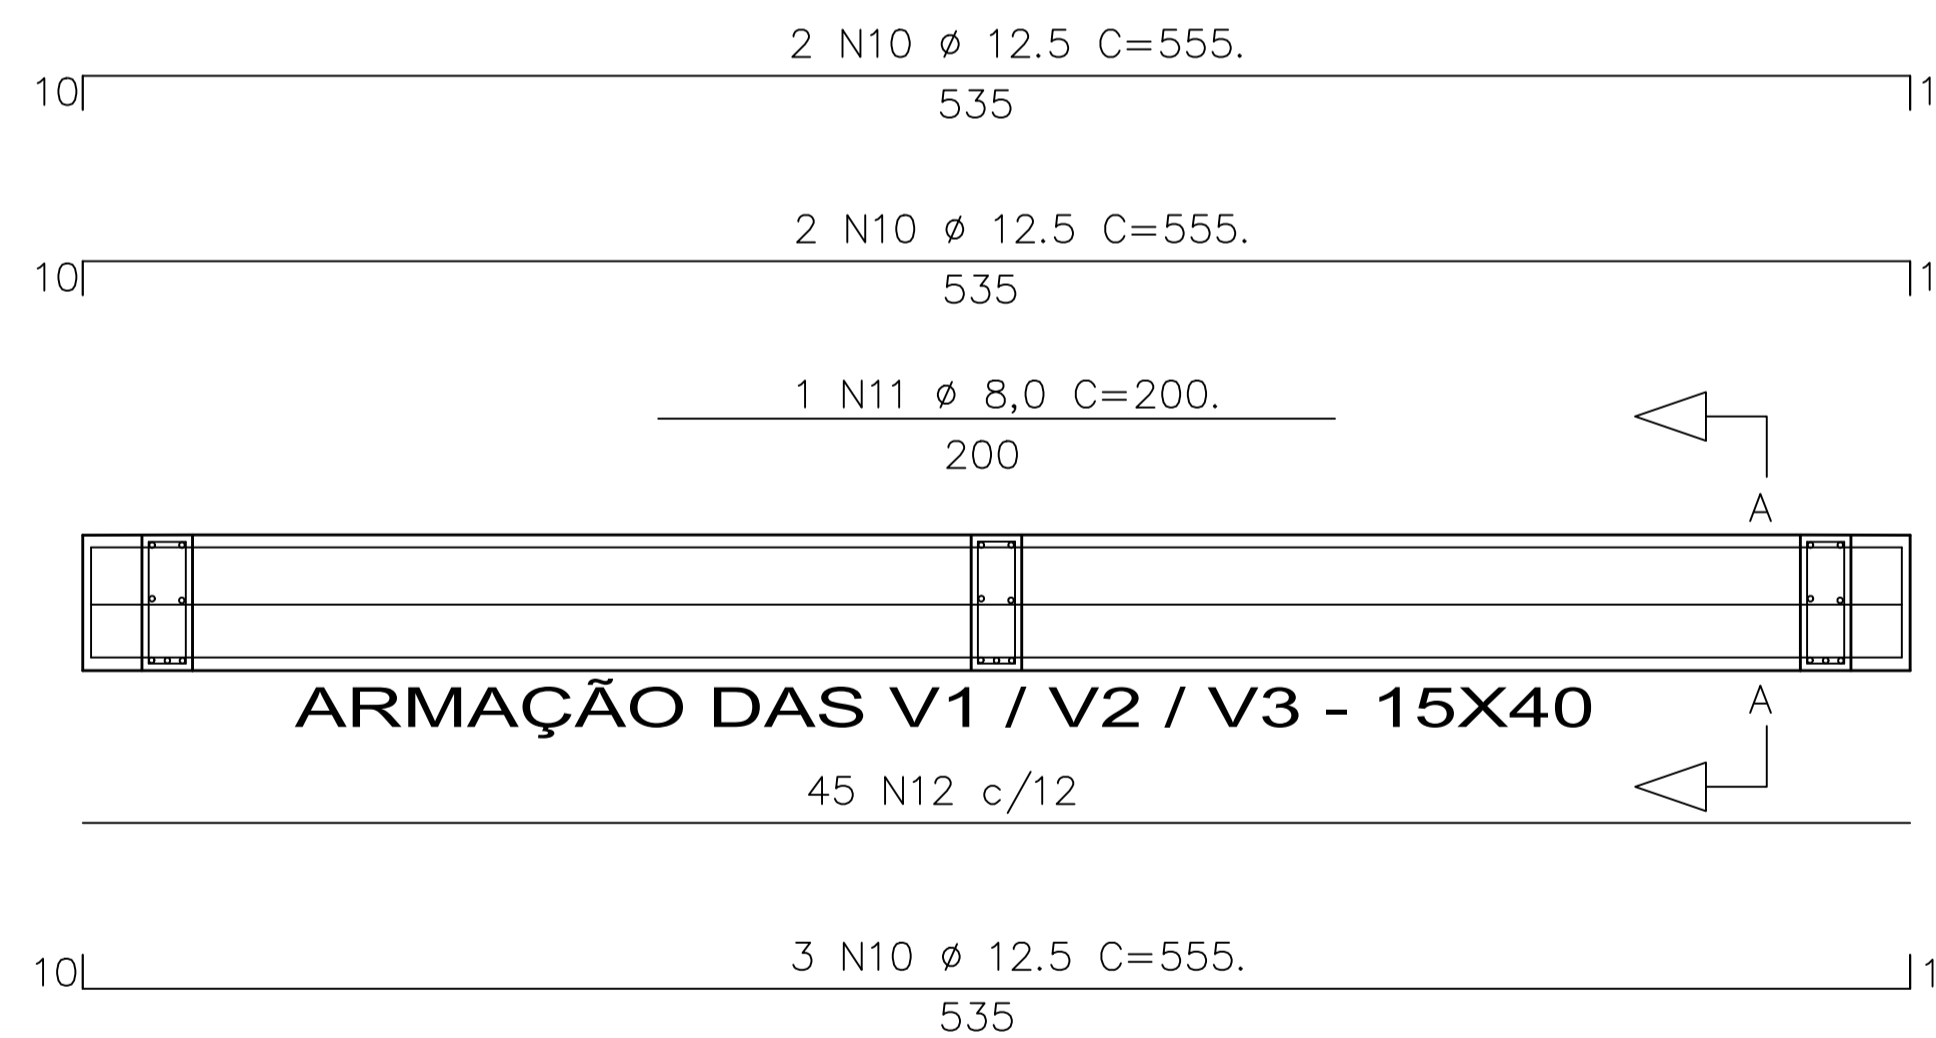 2 N10 ø 12.5 C=555.
10 1
535
2 N10 ø 12.5 C=555.
10 1
535
1 N11 ø 8,0 C=200.
200
A
ARMAÇÃO DAS V1 / V2 / V3 - 15X40
A
45 N12 c/12
3 N10 ø 12.5 C=555.
10 1
535